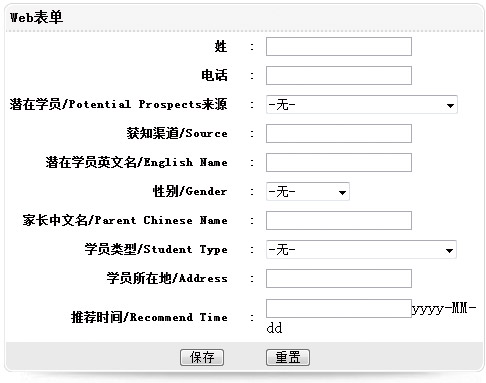 Web表单
姓 :
电话 :
潜在学员/Potential Prospects来源 : -无-
获知渠道/Source :
潜在学员英文名/English Name :
性别/Gender : -无-
家长中文名/Parent Chinese Name :
学员类型/Student Type : -无-
学员所在地/Address :
推荐时间/Recommend Time : yyyy-MM-
dd
保存 重置